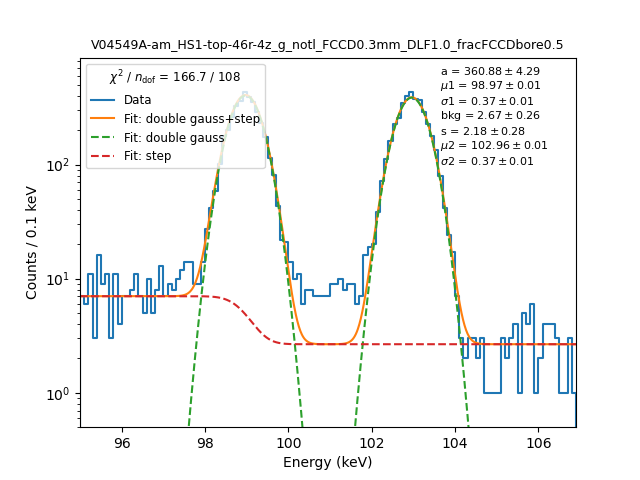 V04549A-am_HS1-top-46r-4z_g_notl_FCCD0.3mm_DLF1.0_fracFCCDbore0.5
χ² / n_dof = 166.7 / 108
Data
Fit: double gauss+step
Fit: double gauss
Fit: step
a = 360.88 ± 4.29
μ1 = 98.97 ± 0.01
σ1 = 0.37 ± 0.01
bkg = 2.67 ± 0.26
s = 2.18 ± 0.28
μ2 = 102.96 ± 0.01
σ2 = 0.37 ± 0.01
Counts / 0.1 keV
10²
10¹
10⁰
96 98 100 102 104 106
Energy (keV)